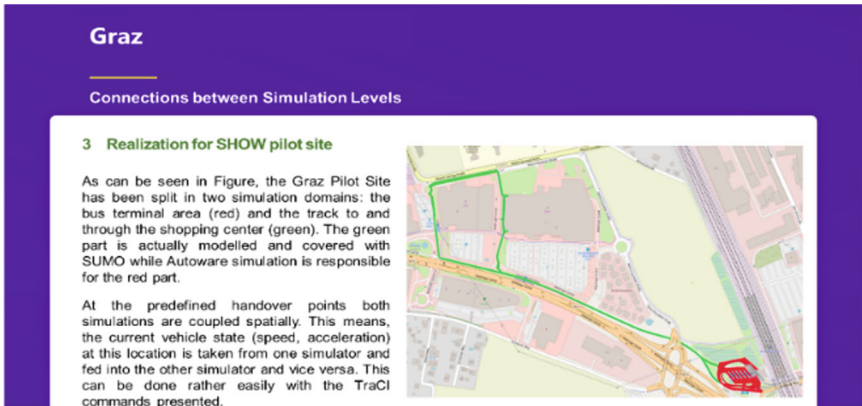 Graz
Connections between Simulation Levels
3 Realization for SHOW pilot site
As can be seen in Figure, the Graz Pilot Site
has been split in two simulation domains: the
bus terminal area (red) and the track to and
through the shopping center (green). The green
part is actually modelled and covered with
SUMO while Autoware simulation is responsible
for the red part.
At the predefined handover points both
simulations are coupled spatially. This means,
the current vehicle state (speed, acceleration)
at this location is taken from one simulator and
fed into the other simulator and vice versa. This
can be done rather easily with the TraCI
commands presented.